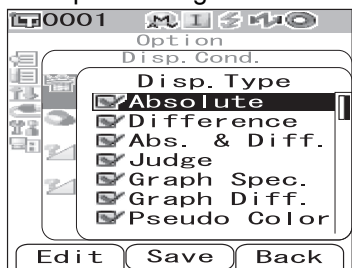 0001
Option
Disp. Cond.
Disp. Type
Absolute
Difference
Abs. & Diff.
Judge
Graph Spec.
Graph Diff.
Pseudo Color
Edit Save Back